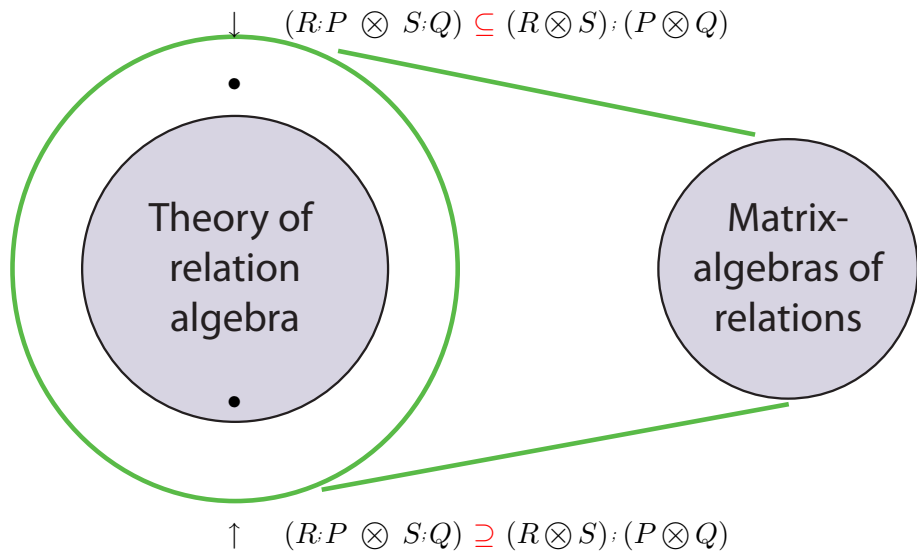 ↓ (R;P ⊗ S;Q) ⊆ (R ⊗ S) ; (P ⊗ Q)
Theory of
relation
algebra
Matrix-
algebras of
relations
↑ (R;P ⊗ S;Q) ⊇ (R ⊗ S) ; (P ⊗ Q)